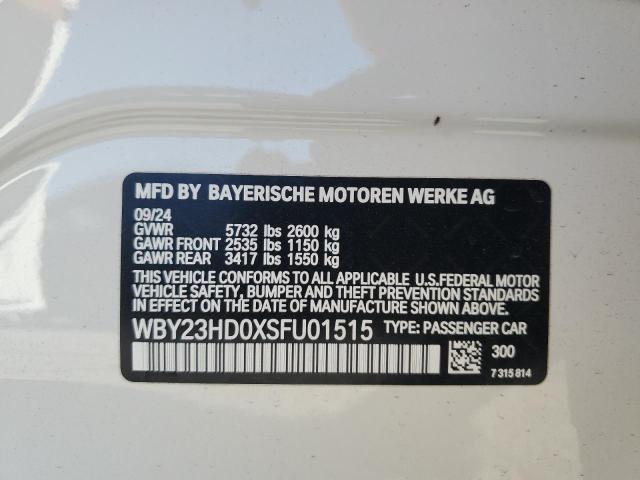 MFD BY BAYERISCHE MOTOREN WERKE AG
09/24
GVWR 5732 lbs 2600 kg
GAWR FRONT 2535 lbs 1150 kg
GAWR REAR 3417 lbs 1550 kg
THIS VEHICLE CONFORMS TO ALL APPLICABLE U.S.FEDERAL MOTOR
VEHICLE SAFETY, BUMPER AND THEFT PREVENTION STANDARDS
IN EFFECT ON THE DATE OF MANUFACTURE SHOWN ABOVE.
WBY23HD0XSFU01515 TYPE: PASSENGER CAR
300
7 315 814